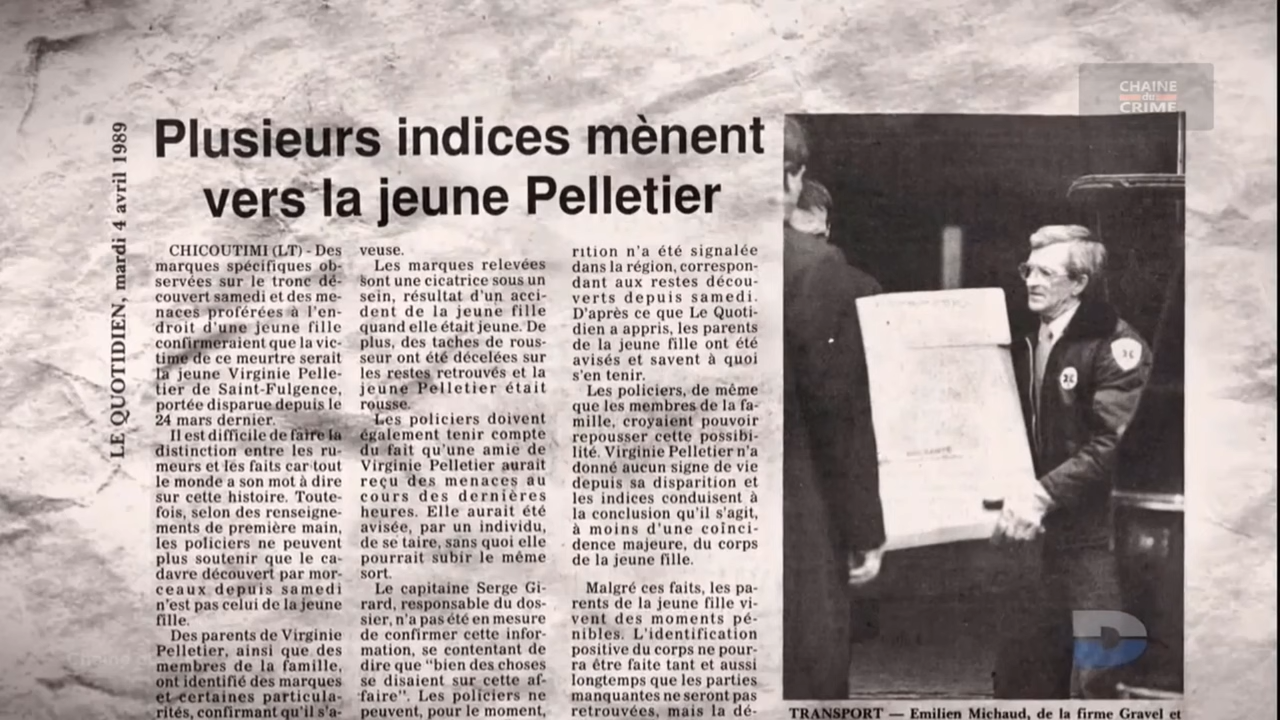 CHAINE
du
CRIME
LE QUOTIDIEN, mardi 4 avril 1989
Plusieurs indices mènent
vers la jeune Pelletier
CHICOUTIMI (LT) - Des
marques spécifiques ob-
servées sur le tronc dé-
couvert samedi et des me-
naces proférées à l'en-
droit d'une jeune fille
confirmeraient que la vic-
time de ce meurtre serait
la jeune Virginie Pelle-
tier de Saint-Fulgence,
portée disparue depuis le
24 mars dernier.
Il est difficile de faire la
distinction entre les ru-
meurs et les faits car tout
le monde a son mot à dire
sur cette histoire. Toute-
fois, selon des renseigne-
ments de première main,
les policiers ne peuvent
plus soutenir que le ca-
davre découvert par mor-
ceaux depuis samedi
n'est pas celui de la jeune
fille.
Des parents de Virginie
Pelletier, ainsi que des
membres de la famille,
ont identifié des marques
et certaines particula-
rités, confirmant qu'il s'a-
veuse.
Les marques relevées
sont une cicatrice sous un
sein, résultat d'un acci-
dent de la jeune fille
quand elle était jeune. De
plus, des taches de rous-
seur ont été décelées sur
les restes retrouvés et la
jeune Pelletier était
rousse.
Les policiers doivent
également tenir compte
du fait qu'une amie de
Virginie Pelletier aurait
reçu des menaces au
cours des dernières
heures. Elle aurait été
avisée, par un individu,
de se taire, sans quoi elle
pourrait subir le même
sort.
Le capitaine Serge Gi-
rard, responsable du dos-
sier, n'a pas été en mesure
de confirmer cette infor-
mation, se contentant de
dire que "bien des choses
se disaient sur cette af-
faire". Les policiers ne
peuvent, pour le moment,
rition n'a été signalée
dans la région, correspon-
dant aux restes décou-
verts depuis samedi.
D'après ce que Le Quoti-
dien a appris, les parents
de la jeune fille ont été
avisés et savent à quoi
s'en tenir.
Les policiers, de même
que les membres de la fa-
mille, croyaient pouvoir
repousser cette possibi-
lité. Virginie Pelletier n'a
donné aucun signe de vie
depuis sa disparition et
les indices conduisent à
la conclusion qu'il s'agit,
à moins d'une coïnci-
dence majeure, du corps
de la jeune fille.
Malgré ces faits, les pa-
rents de la jeune fille vi-
vent des moments pé-
nibles. L'identification
positive du corps ne pour-
ra être faite tant et aussi
longtemps que les parties
manquantes ne seront pas
retrouvées, mais la dé-
TRANSPORT — Emilien Michaud, de la firme Gravel et
D